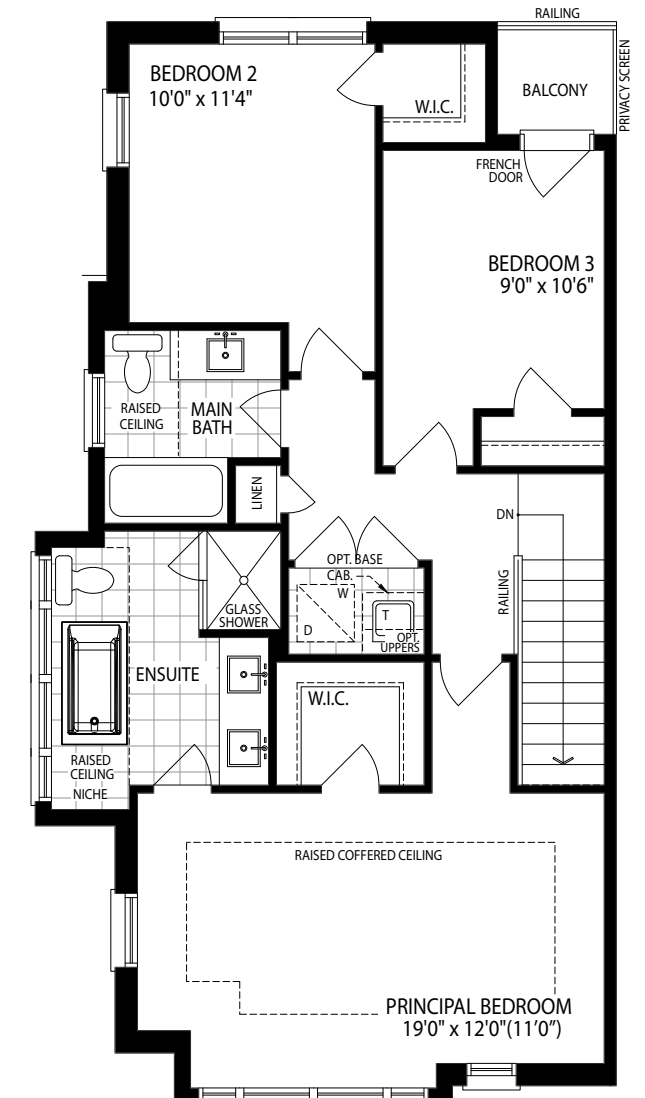 RAILING
BEDROOM 2
10'0" x 11'4"
W.I.C.
BALCONY
PRIVACY SCREEN
FRENCH
DOOR
BEDROOM 3
9'0" x 10'6"
RAISED
CEILING
MAIN
BATH
LINEN
DN
RAILING
OPT. BASE
CAB.
W
D
T
OPT.
UPPERS
GLASS
SHOWER
ENSUITE
W.I.C.
RAISED
CEILING
NICHE
RAISED COFFERED CEILING
PRINCIPAL BEDROOM
19'0" x 12'0"(11'0")